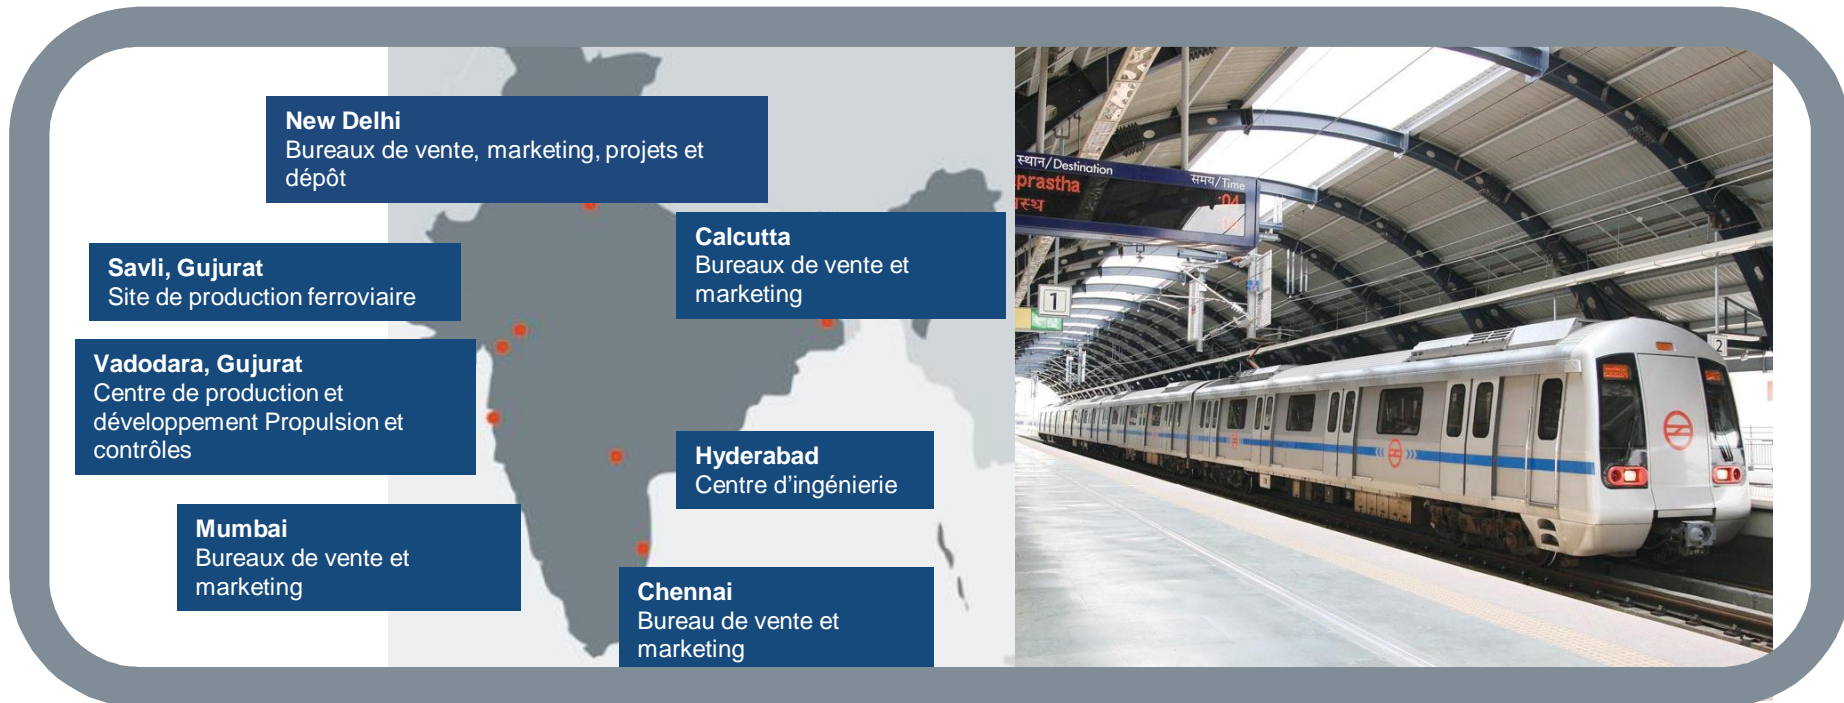 New Delhi
Bureaux de vente, marketing, projets et
dépôt
Calcutta
Bureaux de vente et
marketing
Savli, Gujurat
Site de production ferroviaire
Vadodara, Gujurat
Centre de production et
développement Propulsion et
contrôles
Hyderabad
Centre d'ingénierie
Mumbai
Bureaux de vente et
marketing
Chennai
Bureau de vente et
marketing
स्थान/Destination
समय/Time
prastha
:04
स्थ
1
2